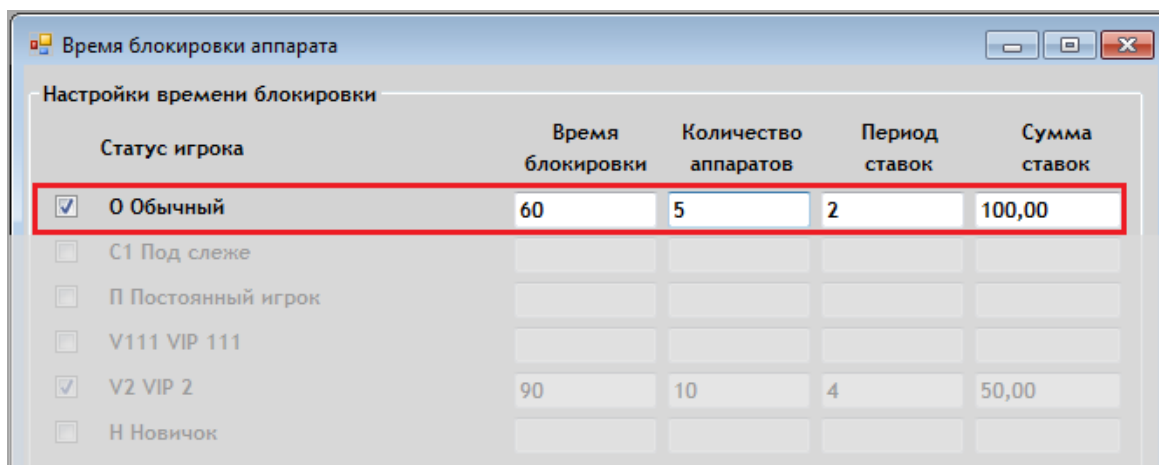 Время блокировки аппарата
Настройки времени блокировки
Статус игрока Время блокировки Количество аппаратов Период ставок Сумма ставок
О Обычный 60 5 2 100,00
С1 Под слеже
П Постоянный игрок
V111 VIP 111
V2 VIP 2 90 10 4 50,00
Н Новичок